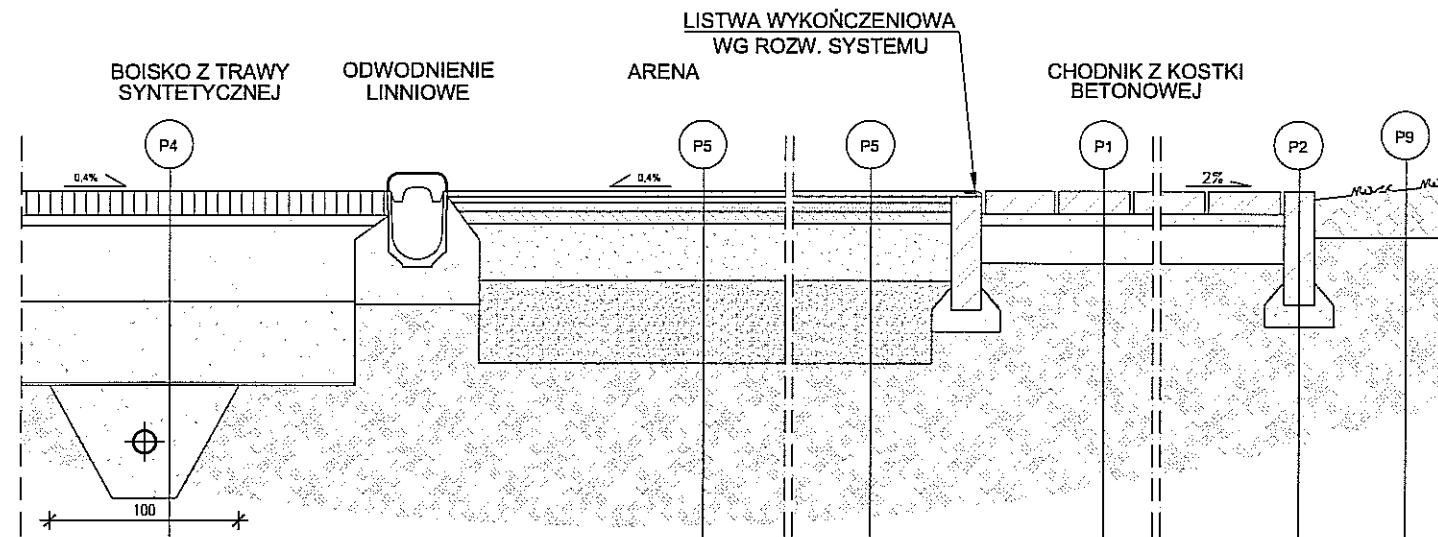 LISTWA WYKOŃCZENIOWA
WG ROZW. SYSTEMU
BOISKO Z TRAWY
SYNTETYCZNEJ
ODWODNIENIE
LINNIOWE
ARENA
CHODNIK Z KOSTKI
BETONOWEJ
P4
P5
P5
P1
P2
P9
0,4%
0,4%
2%
100